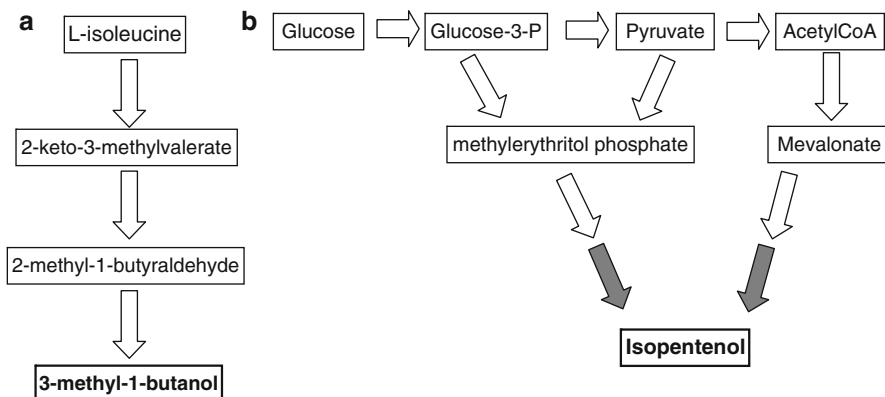 a
L-isoleucine
2-keto-3-methylvalerate
2-methyl-1-butyraldehyde
3-methyl-1-butanol
b
Glucose
Glucose-3-P
Pyruvate
AcetylCoA
methylerythritol phosphate
Mevalonate
Isopentenol